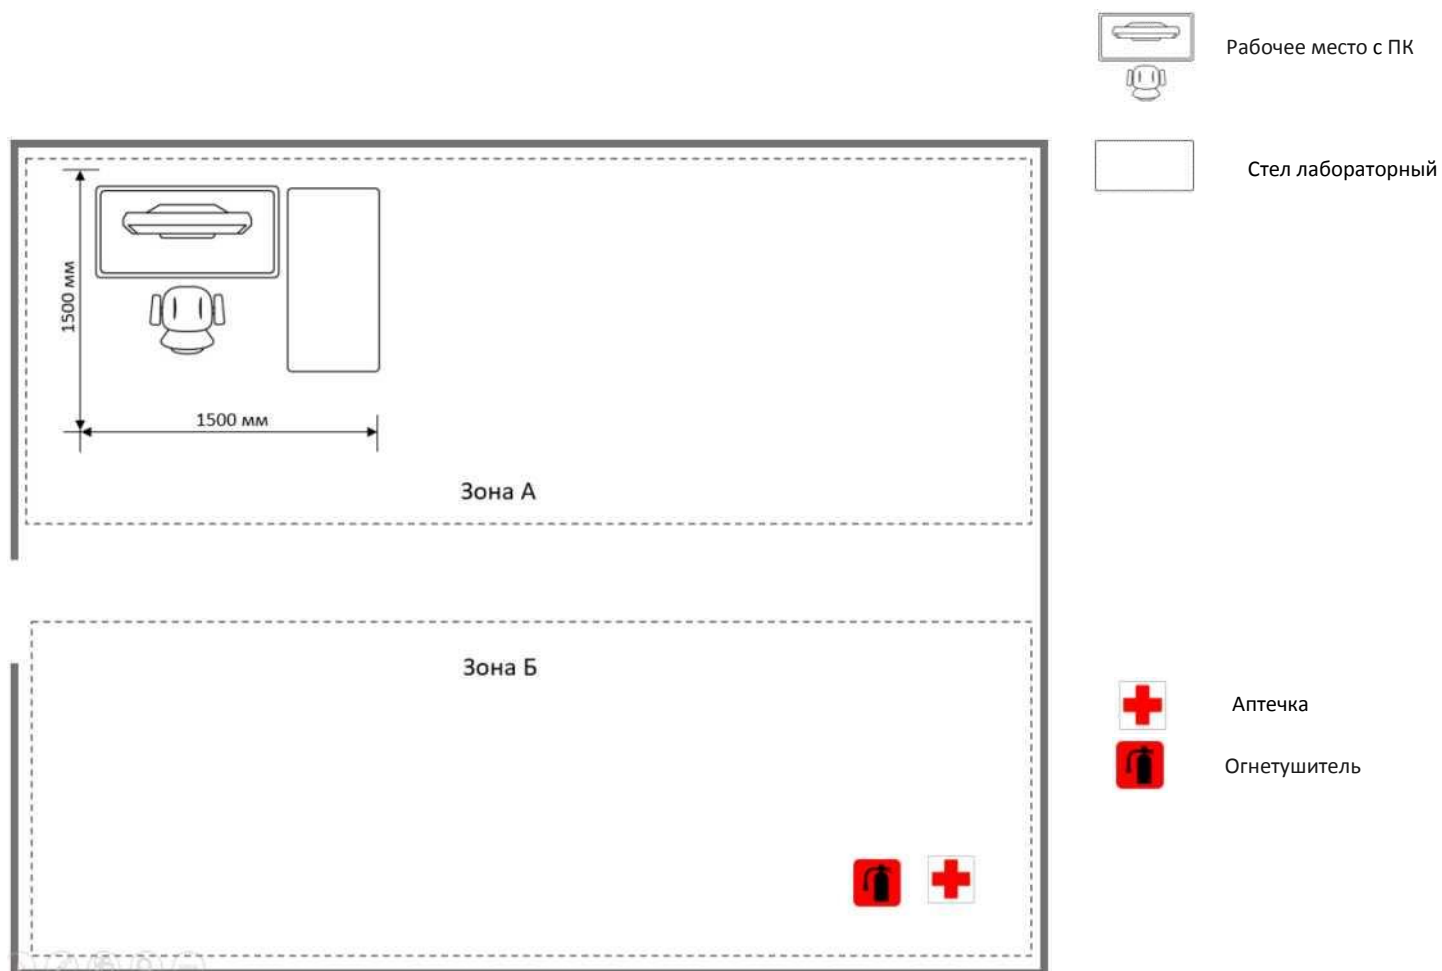 Рабочее место с ПК
Стел лабораторный
1500 мм
1500 мм
Зона А
Зона Б
Аптечка
Огнетушитель